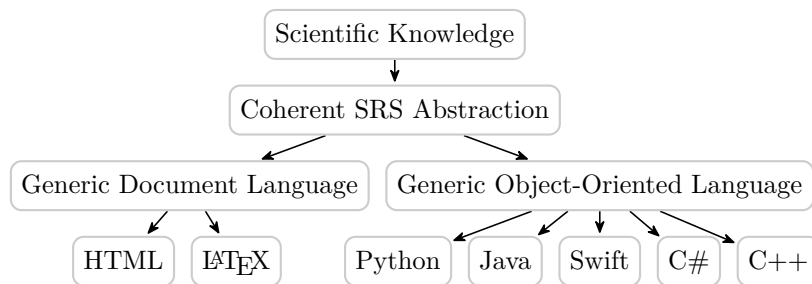 Scientific Knowledge
Coherent SRS Abstraction
Generic Document Language Generic Object-Oriented Language
HTML LATEX Python Java Swift C# C++